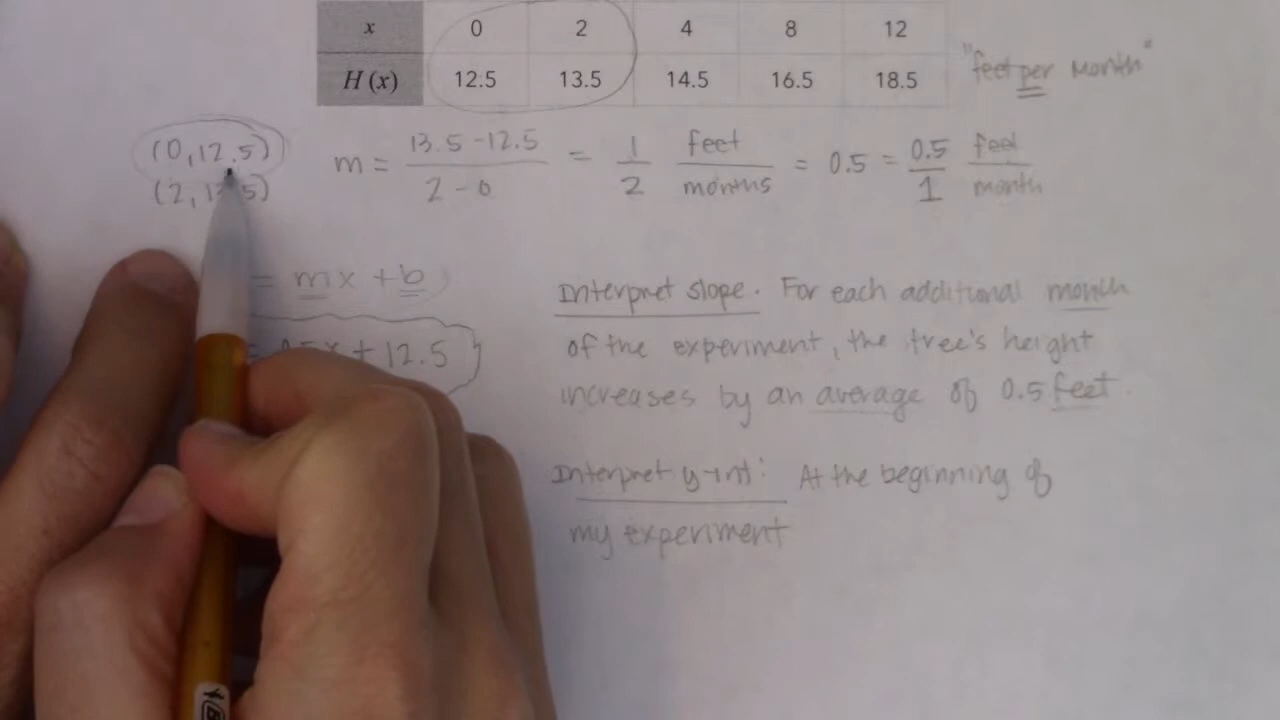 x 0 2 4 8 12
H(x) 12.5 13.5 14.5 16.5 18.5
"feet per month"
(0,12.5)
(2, 5)
m = 13.5-12.5 / 2-0 = 1/2 feet/months = 0.5 = 0.5/1 feet/month
= mx + b
x + 12.5
Interpret slope. For each additional month
of the experiment, the tree's height
increases by an average of 0.5 feet.
Interpret y-int: At the beginning of
my experiment